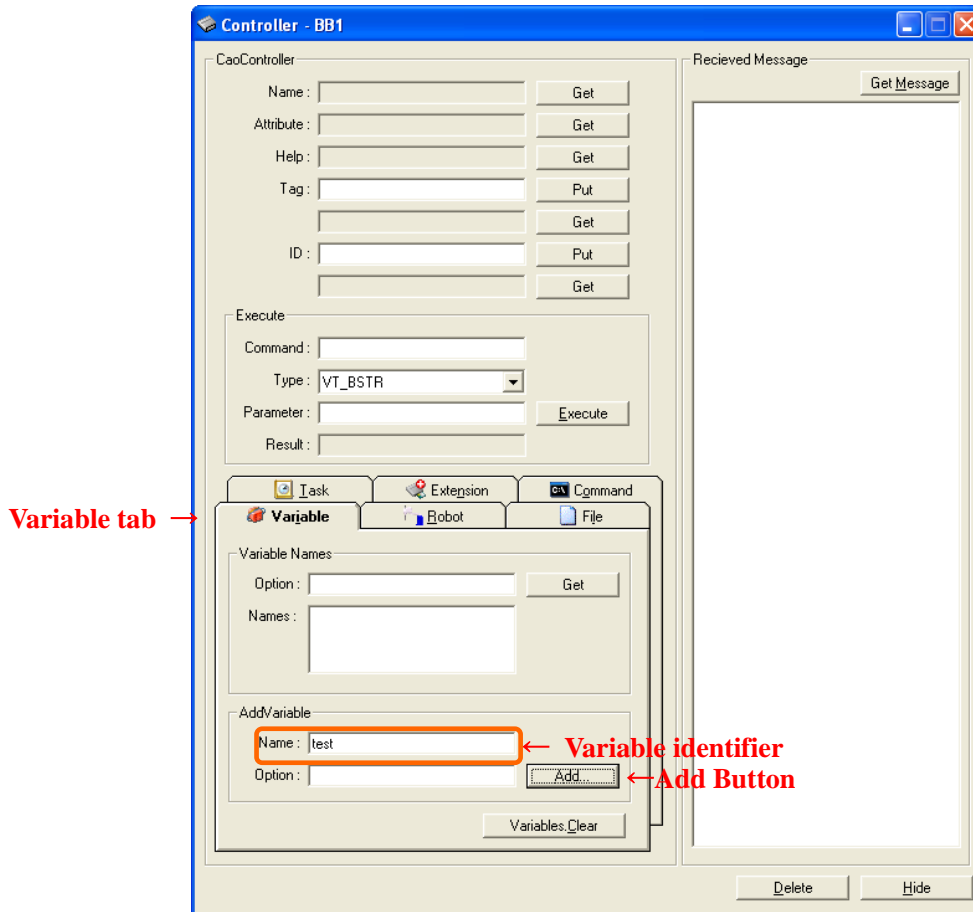 Controller - BB1
CaoController
Name :
Get
Attribute :
Get
Help :
Get
Tag :
Put
Get
ID :
Put
Get
Execute
Command :
Type : VT_BSTR
Parameter :
Execute
Result :
Task
Extension
Command
Variable tab →
Variable
Robot
File
Variable Names
Option :
Get
Names :
AddVariable
Name : test
← Variable identifier
Option :
Add...
←Add Button
Variables.Clear
Recieved Message
Get Message
Delete
Hide